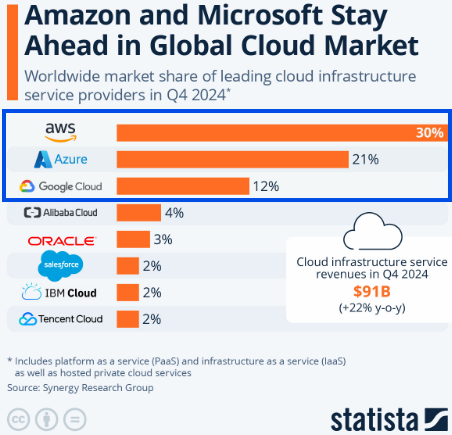 Amazon and Microsoft Stay
Ahead in Global Cloud Market
Worldwide market share of leading cloud infrastructure
service providers in Q4 2024*
aws 30%
Azure 21%
Google Cloud 12%
Alibaba Cloud 4%
ORACLE 3%
salesforce 2%
IBM Cloud 2%
Tencent Cloud 2%
Cloud infrastructure service
revenues in Q4 2024
$91B
(+22% y-o-y)
* Includes platform as a service (PaaS) and infrastructure as a service (IaaS)
as well as hosted private cloud services
Source: Synergy Research Group
cc
statista